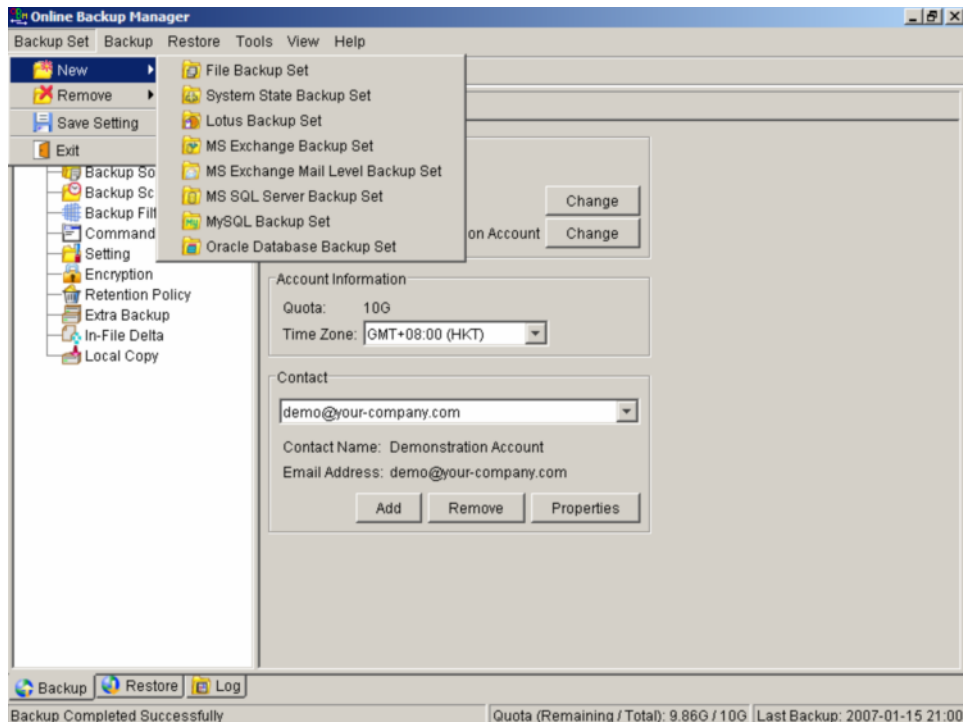 Online Backup Manager
Backup Set Backup Restore Tools View Help
New
Remove
Save Setting
Exit
File Backup Set
System State Backup Set
Lotus Backup Set
MS Exchange Backup Set
MS Exchange Mail Level Backup Set
MS SQL Server Backup Set
MySQL Backup Set
Oracle Database Backup Set
Backup So
Backup Sc
Backup Filt
Command
Setting
Encryption
Retention Policy
Extra Backup
In-File Delta
Local Copy
Change
on Account Change
Account Information
Quota: 10G
Time Zone: GMT+08:00 (HKT)
Contact
demo@your-company.com
Contact Name: Demonstration Account
Email Address: demo@your-company.com
Add Remove Properties
Backup Restore Log
Backup Completed Successfully Quota (Remaining / Total): 9.86G / 10G Last Backup: 2007-01-15 21:00